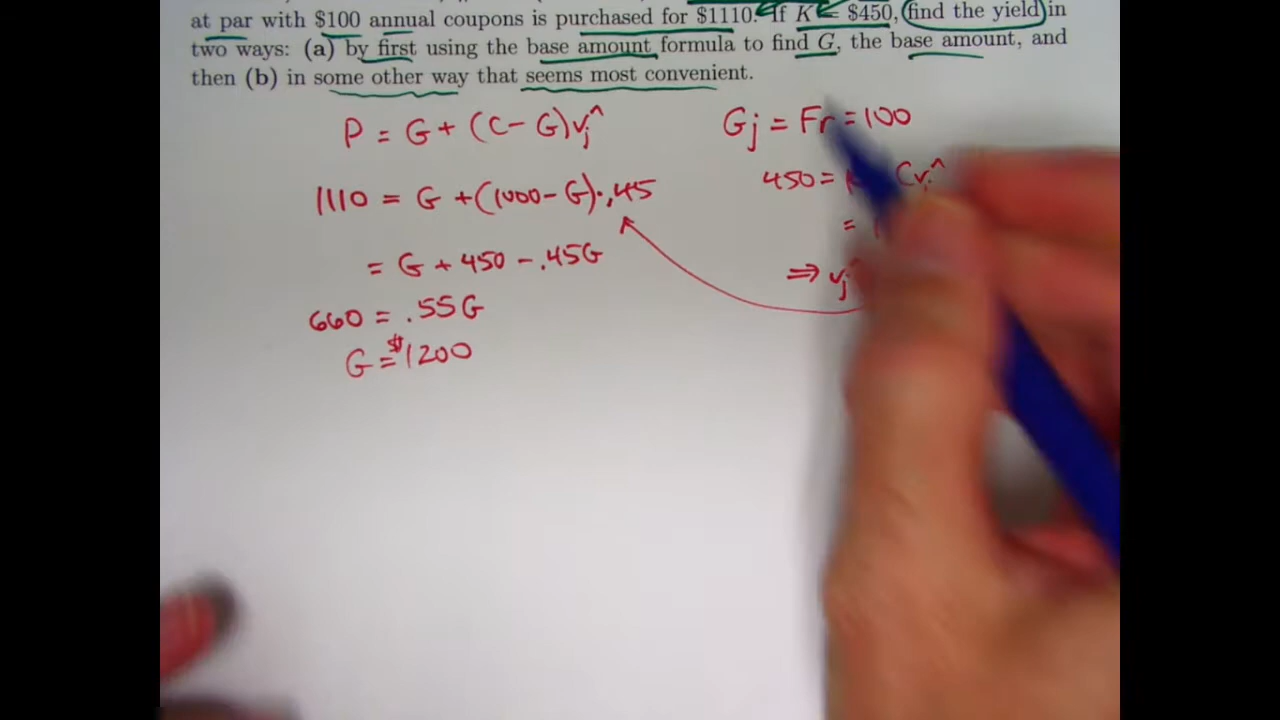 at par with $100 annual coupons is purchased for $1110. If K = $450, find the yield in
two ways: (a) by first using the base amount formula to find G, the base amount, and
then (b) in some other way that seems most convenient.
P = G + (C - G)v_j^n
1110 = G + (1000 - G) · .45
= G + 450 - .45G
660 = .55G
G = $1200
Gj = Fr = 100
450 = K Cv^n
=
⇒ v_j